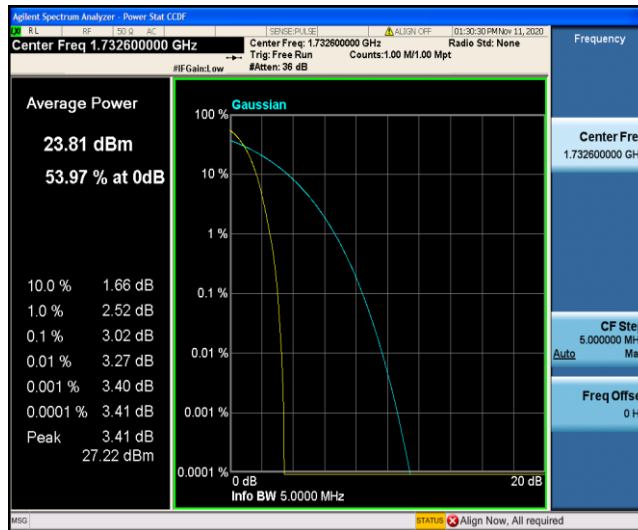 Agilent Spectrum Analyzer - Power Stat CCDF
RL RF 50 Ω AC SENSE:PULSE ALIGN OFF 01:30:30 PM Nov 11, 2020
Center Freq 1.732600000 GHz
Center Freq: 1.732600000 GHz
Radio Std: None
Trig: Free Run
Counts:1.00 M/1.00 Mpt
#IFGain:Low
#Atten: 36 dB
Frequency
Average Power
23.81 dBm
53.97 % at 0dB
10.0 % 1.66 dB
1.0 % 2.52 dB
0.1 % 3.02 dB
0.01 % 3.27 dB
0.001 % 3.40 dB
0.0001 % 3.41 dB
Peak 3.41 dB
27.22 dBm
Gaussian
100 %
10 %
1 %
0.1 %
0.01 %
0.001 %
0.0001 %
0 dB
20 dB
Info BW 5.0000 MHz
Center Fre
1.732600000 GH
CF Ste
5.000000 MH
Auto Ma
Freq Offse
0 H
MSG
STATUS Align Now, All required